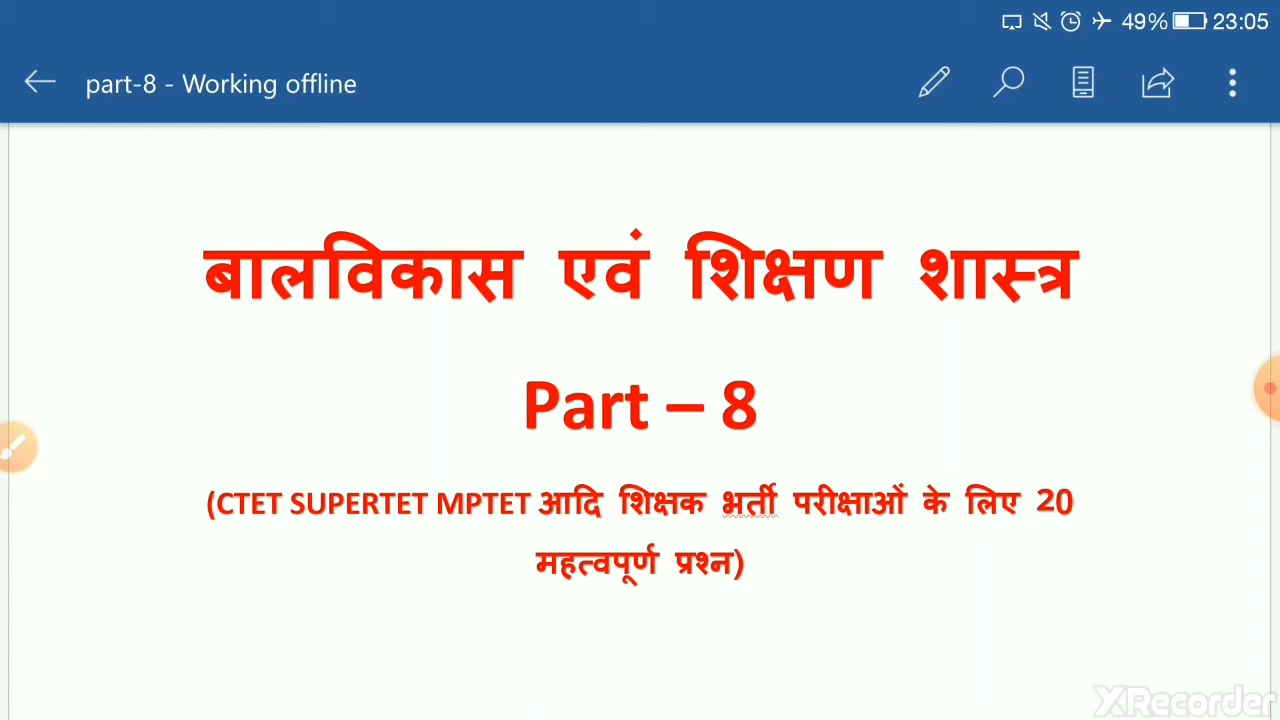 49% 23:05
part-8 - Working offline
बालविकास एवं शिक्षण शास्त्र
Part – 8
(CTET SUPERTET MPTET आदि शिक्षक भर्ती परीक्षाओं के लिए 20
महत्वपूर्ण प्रश्न)
XRecorder